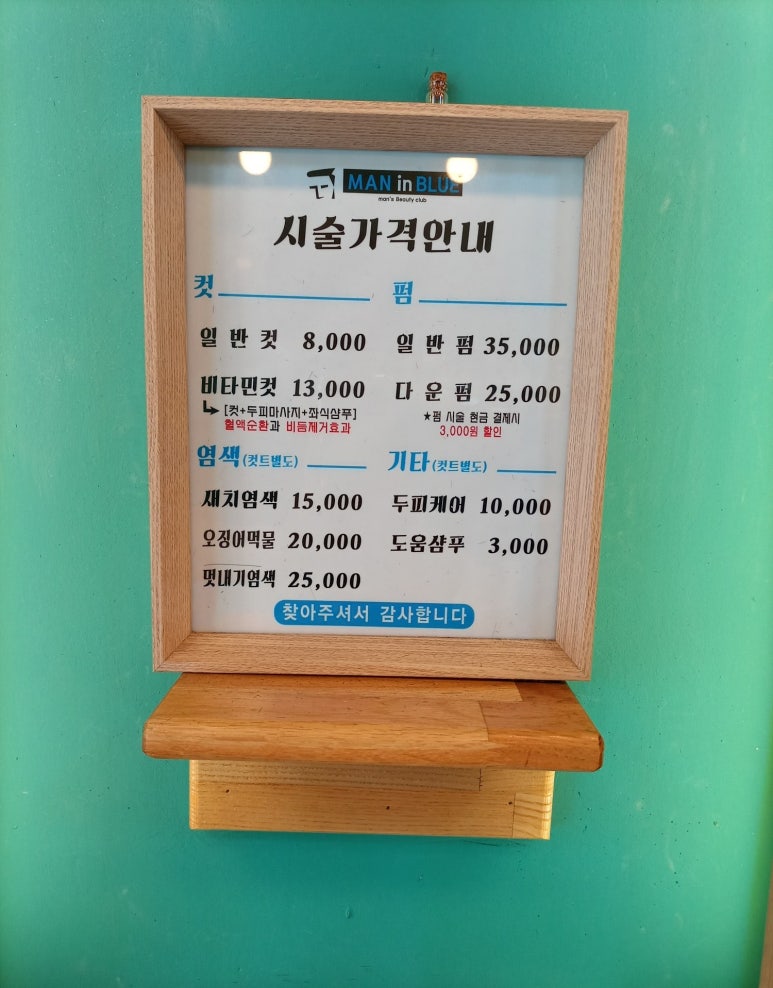 MAN in BLUE
man's Beauty club
시술가격안내
컷
일반컷 8,000
비타민컷 13,000
[컷+두피마사지+좌식샴푸]
혈액순환과 비듬제거효과
펌
일반펌 35,000
다운펌 25,000
★펌 시술 현금 결제시
3,000원 할인
염색(컷트별도)
새치염색 15,000
오징어먹물 20,000
멋내기염색 25,000
기타(컷트별도)
두피케어 10,000
도움샴푸 3,000
찾아주셔서 감사합니다